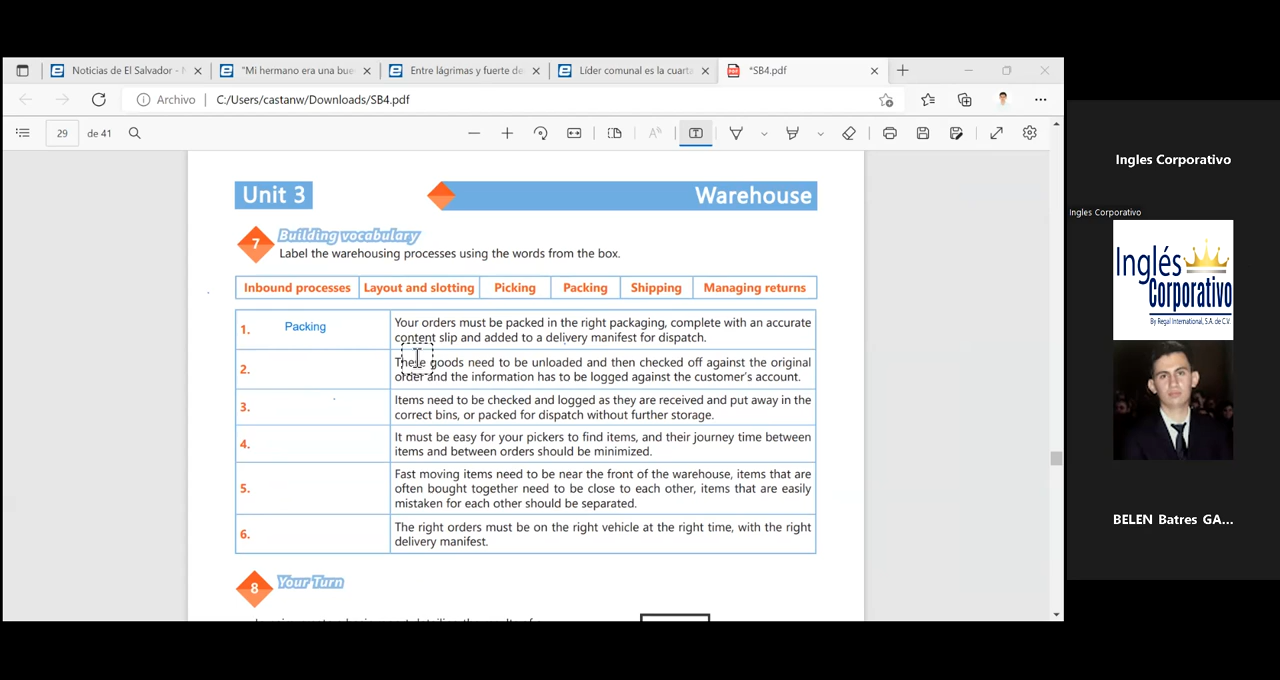 Noticias de El Salvador -
"Mi hermano era una bue
Entre lágrimas y fuerte de
Líder comunal es la cuarta
*SB4.pdf
Archivo
C:/Users/castanw/Downloads/SB4.pdf
29
de 41
Unit 3
Warehouse
7
Building vocabulary
Label the warehousing processes using the words from the box.
Inbound processes
Layout and slotting
Picking
Packing
Shipping
Managing returns
1.
Packing
Your orders must be packed in the right packaging, complete with an accurate
content slip and added to a delivery manifest for dispatch.
2.
These goods need to be unloaded and then checked off against the original
order and the information has to be logged against the customer's account.
3.
Items need to be checked and logged as they are received and put away in the
correct bins, or packed for dispatch without further storage.
4.
It must be easy for your pickers to find items, and their journey time between
items and between orders should be minimized.
5.
Fast moving items need to be near the front of the warehouse, items that are
often bought together need to be close to each other, items that are easily
mistaken for each other should be separated.
6.
The right orders must be on the right vehicle at the right time, with the right
delivery manifest.
8
Your Turn
Ingles Corporativo
Ingles Corporativo
Inglés
Corporativo
By Regal International, S.A. de C.V.
BELEN Batres GA...